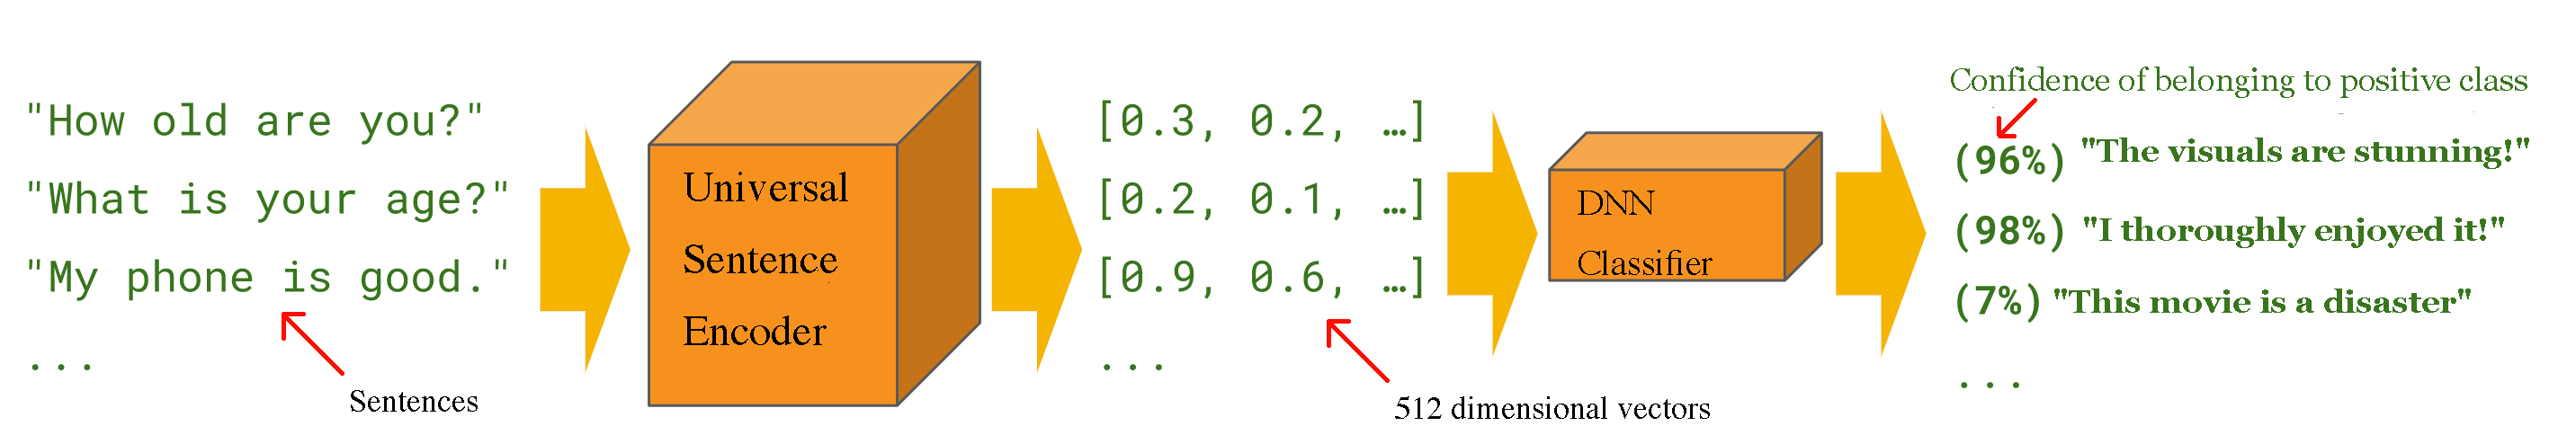 "How old are you?"
"What is your age?"
"My phone is good."
...
Sentences
Universal
Sentence
Encoder
[0.3, 0.2, …]
[0.2, 0.1, …]
[0.9, 0.6, …]
...
512 dimensional vectors
DNN
Classifier
Confidence of belonging to positive class
(96%) "The visuals are stunning!"
(98%) "I thoroughly enjoyed it!"
(7%) "This movie is a disaster"
...